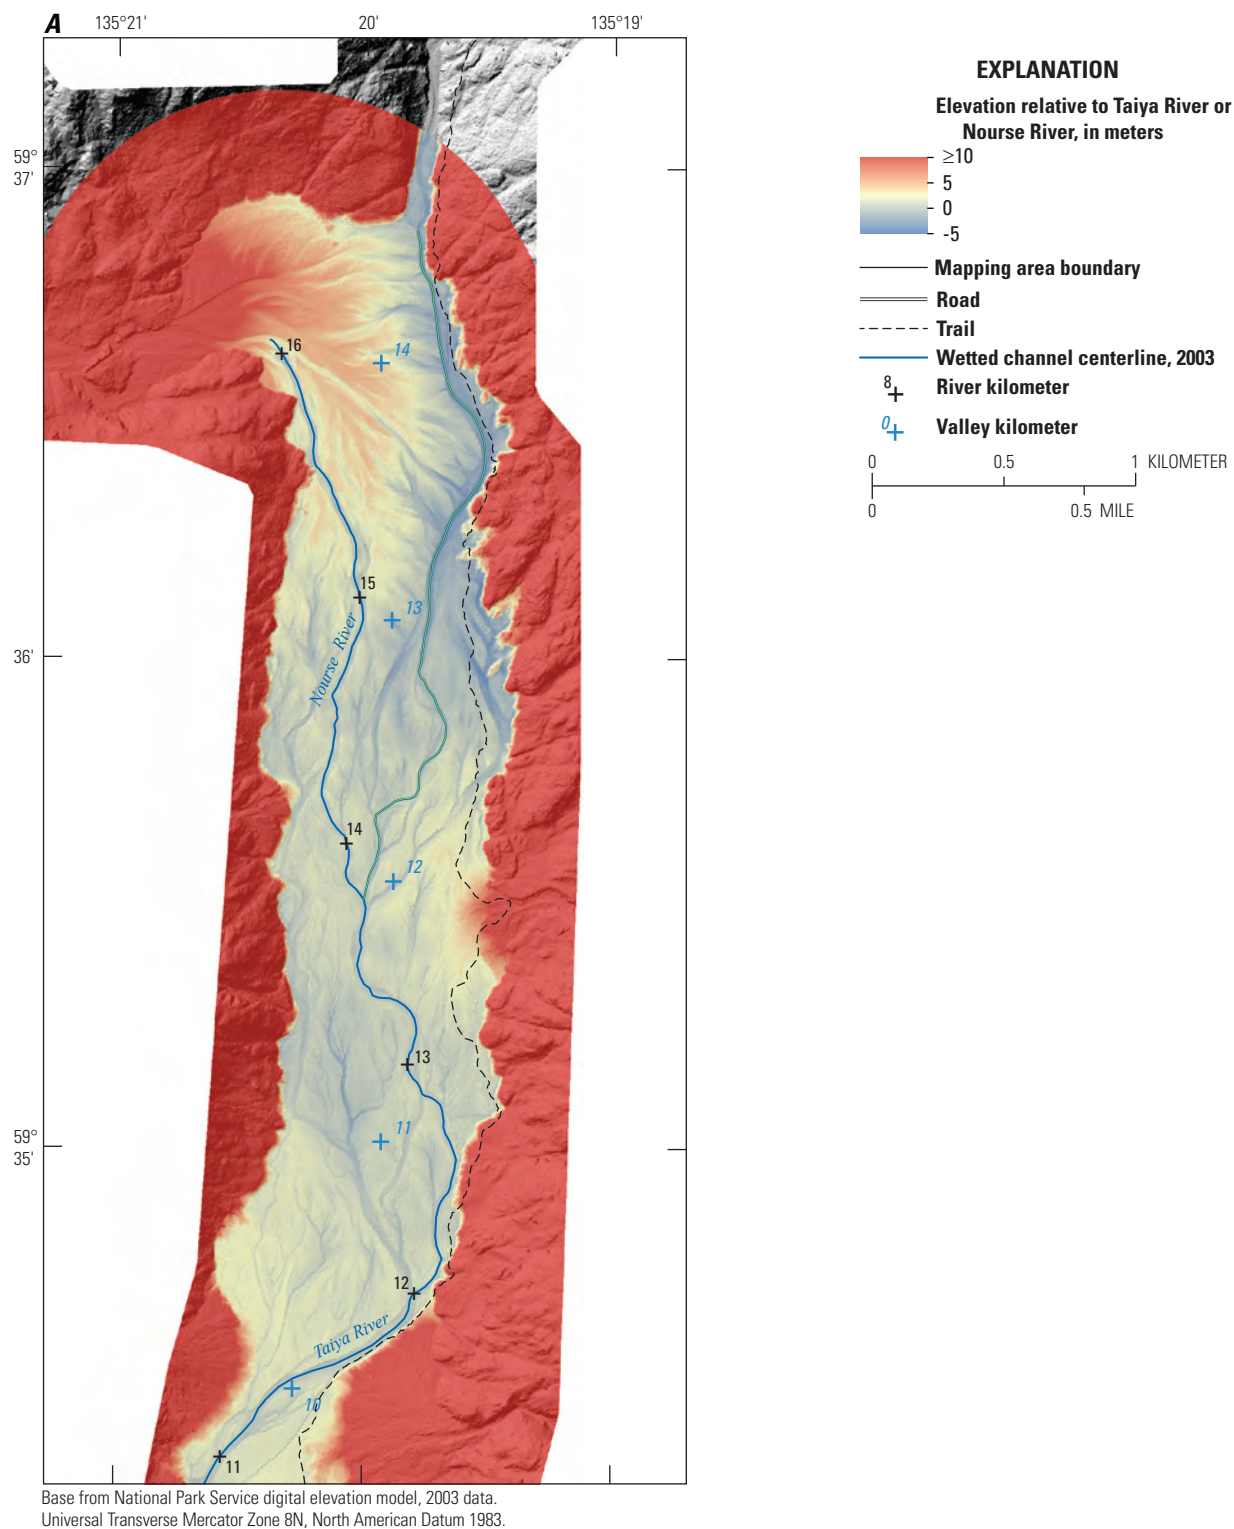 A
135°21'
20'
135°19'
59°
37'
36'
59°
35'
16
14
15
13
Nourse River
14
12
13
11
12
Taiya River
10
11
Base from National Park Service digital elevation model, 2003 data.
Universal Transverse Mercator Zone 8N, North American Datum 1983.
EXPLANATION
Elevation relative to Taiya River or
Nourse River, in meters
≥10
5
0
-5
Mapping area boundary
Road
Trail
Wetted channel centerline, 2003
8 River kilometer
0 Valley kilometer
0 0.5 1 KILOMETER
0 0.5 MILE